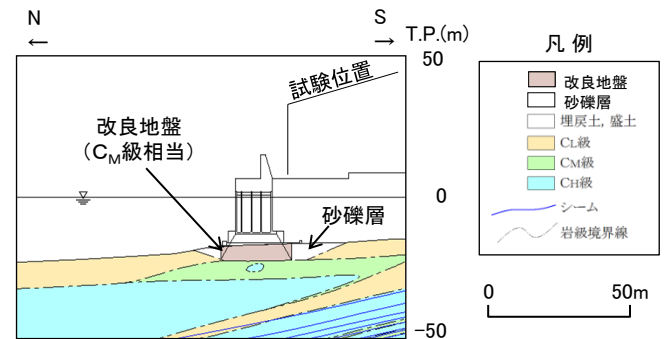 N
S
←
→
T.P.(m)
50
0
-50
試験位置
改良地盤
（CM級相当）
砂礫層
凡 例
改良地盤
砂礫層
埋戻土, 盛土
CL級
CM級
CH級
シーム
岩級境界線
0 50m